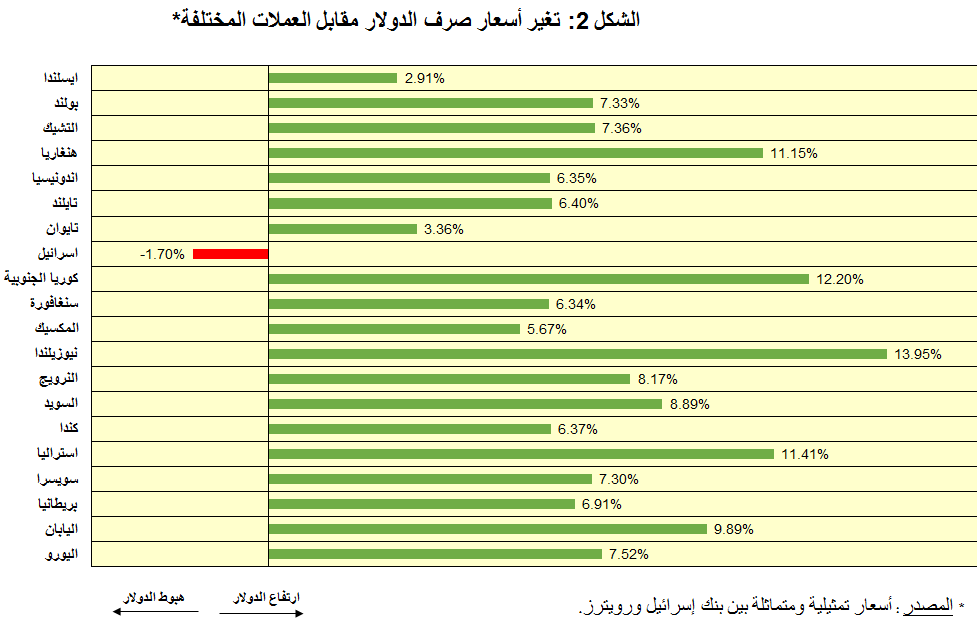 الشكل 2: تغير أسعار صرف الدولار مقابل العملات المختلفة*
ايسلندا 2.91%
بولند 7.33%
التشيك 7.36%
هنغاريا 11.15%
اندونيسيا 6.35%
تايلند 6.40%
تايوان 3.36%
اسرائيل -1.70%
كوريا الجنوبية 12.20%
سنغافورة 6.34%
المكسيك 5.67%
نيوزيلندا 13.95%
النرويج 8.17%
السويد 8.89%
كندا 6.37%
استراليا 11.41%
سويسرا 7.30%
بريطانيا 6.91%
اليابان 9.89%
اليورو 7.52%
ارتفاع الدولار هبوط الدولار
* المصدر: أسعار تمثيلية ومتماثلة بين بنك إسرائيل ورويترز.